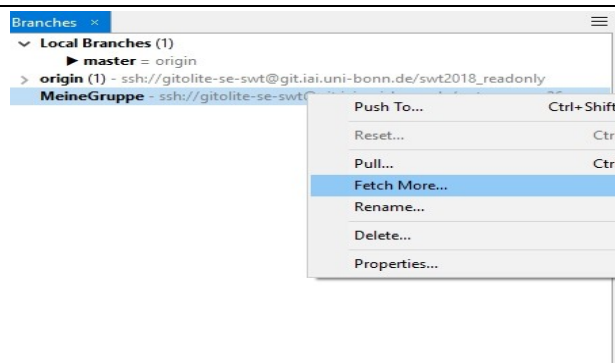 Branches ×
Local Branches (1)
master = origin
origin (1) - ssh://gitolite-se-swt@git.iai.uni-bonn.de/swt2018_readonly
MeineGruppe - ssh://gitolite-se-swt
Push To... Ctrl+Shift
Reset... Ctr
Pull... Ctr
Fetch More...
Rename...
Delete...
Properties...